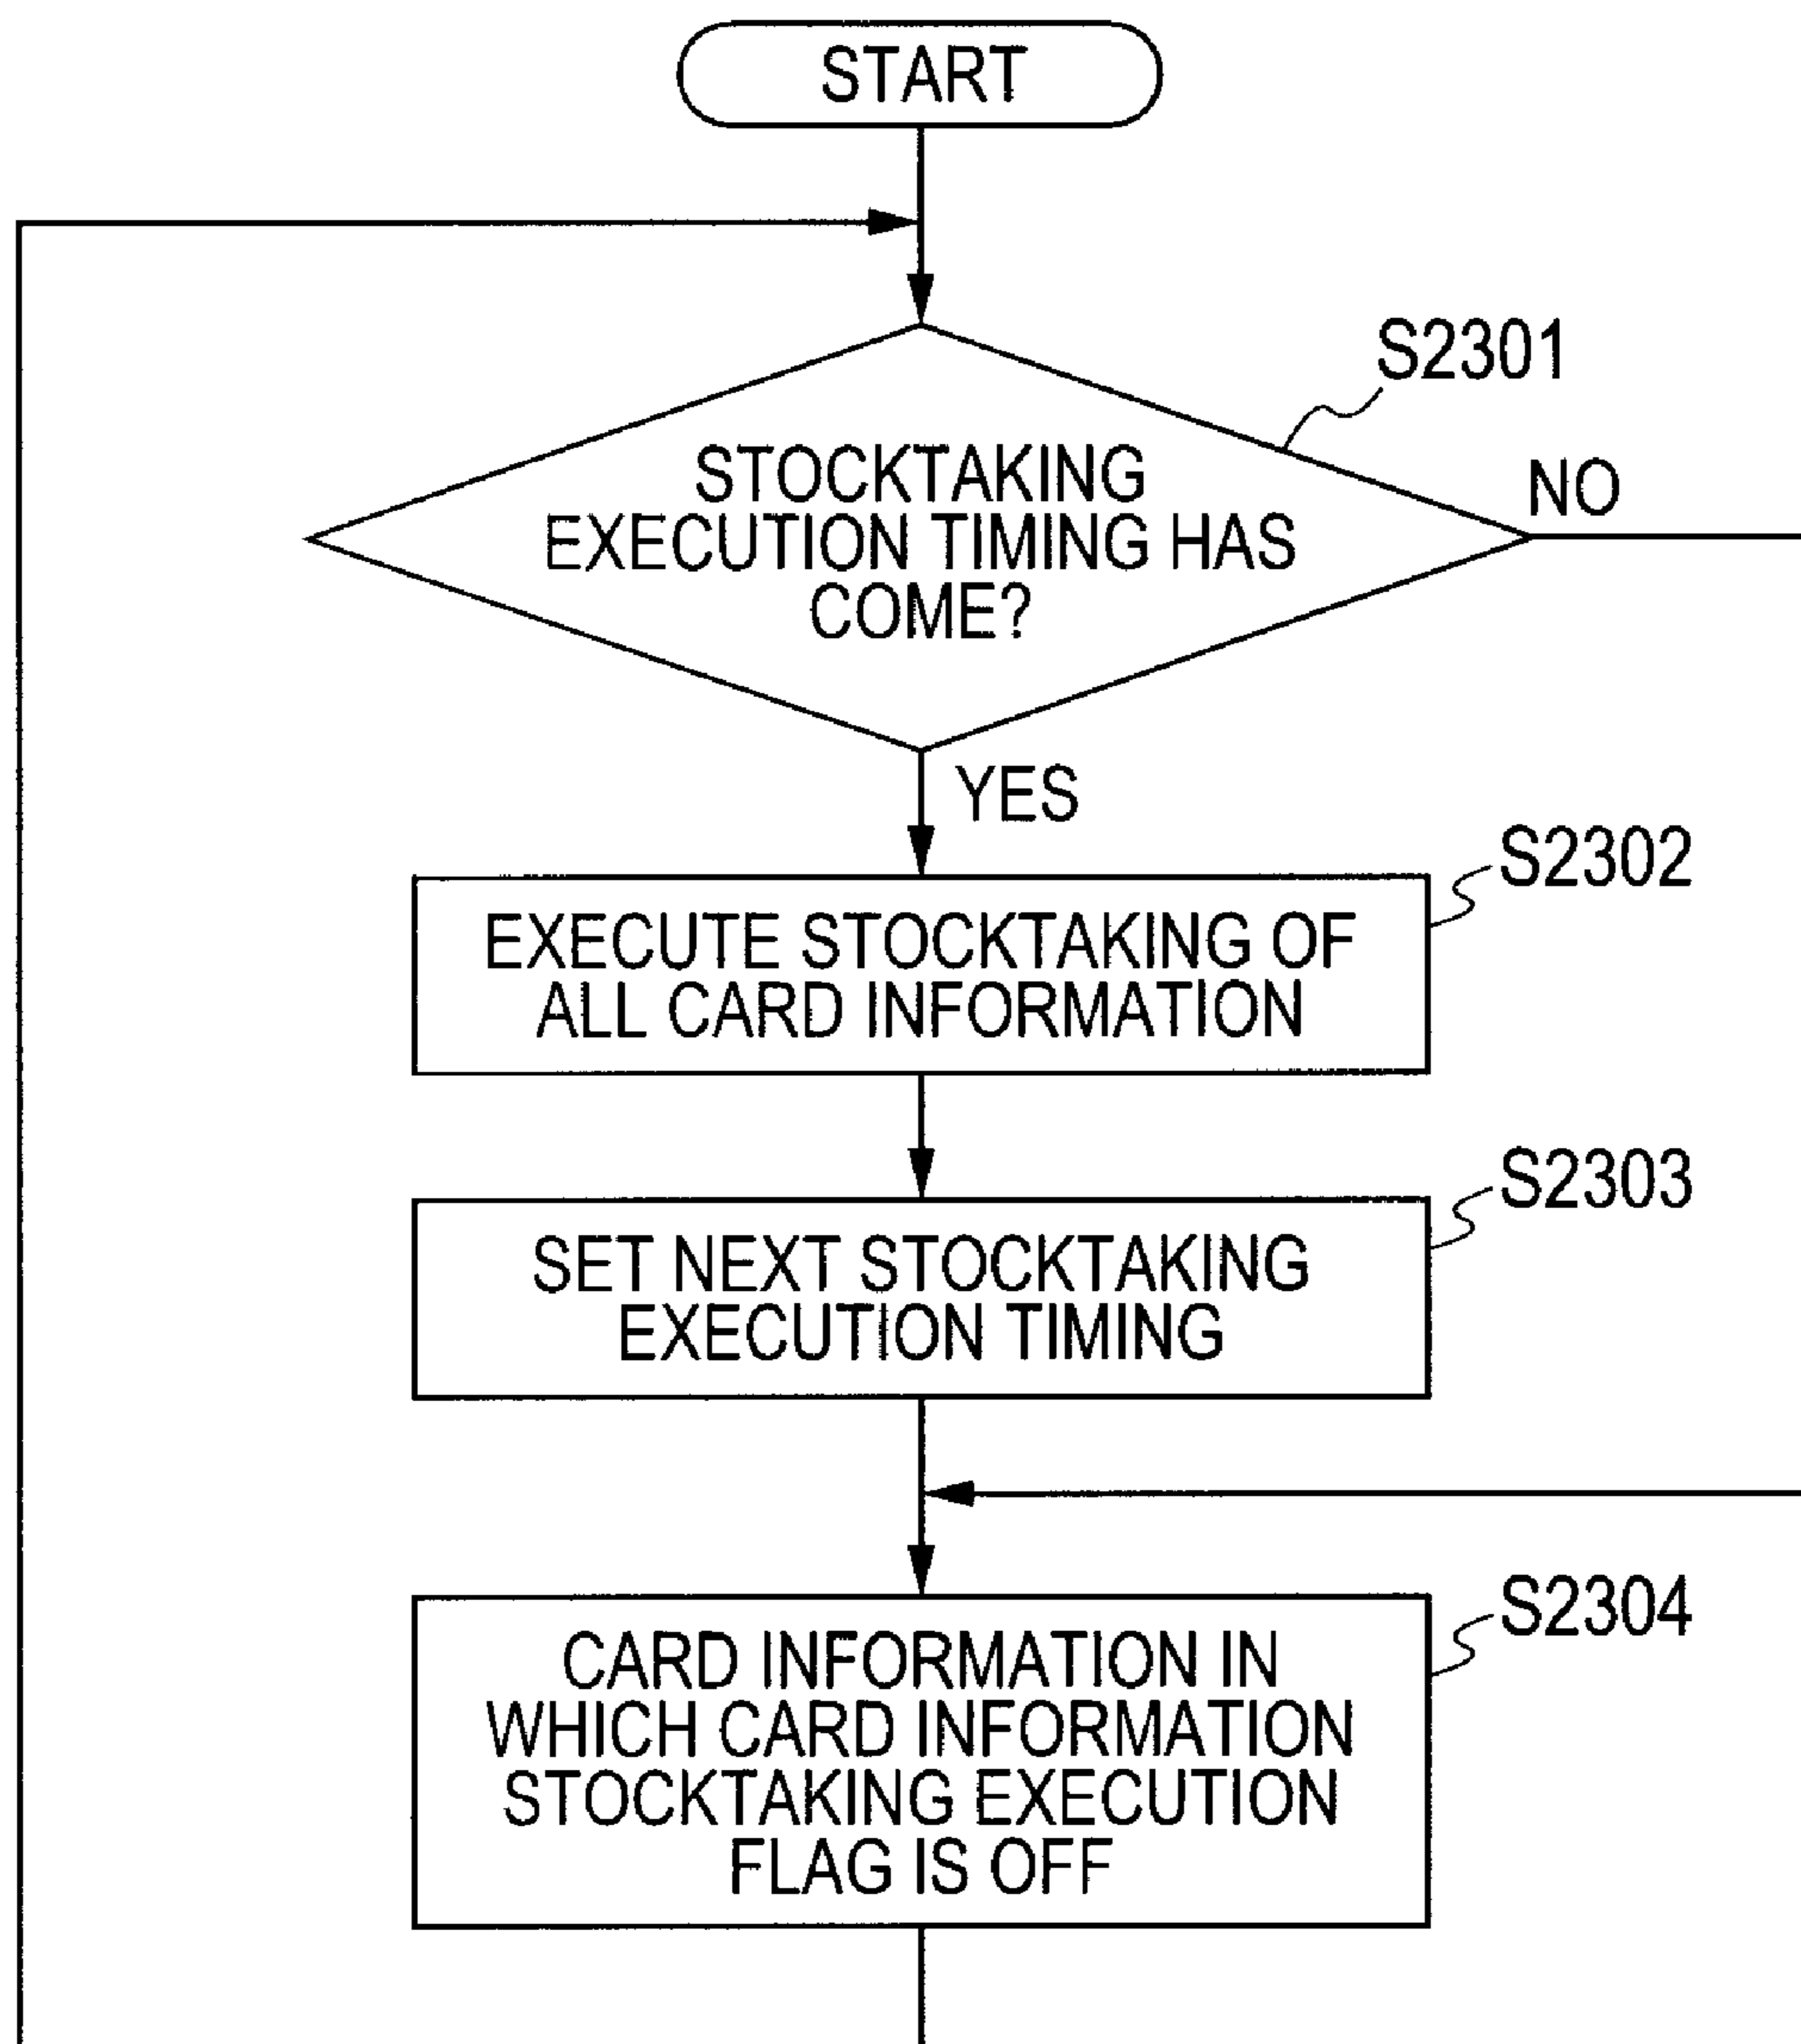 START
S2301
STOCKTAKING
EXECUTION TIMING HAS
COME?
NO
YES
S2302
EXECUTE STOCKTAKING OF
ALL CARD INFORMATION
S2303
SET NEXT STOCKTAKING
EXECUTION TIMING
S2304
CARD INFORMATION IN
WHICH CARD INFORMATION
STOCKTAKING EXECUTION
FLAG IS OFF